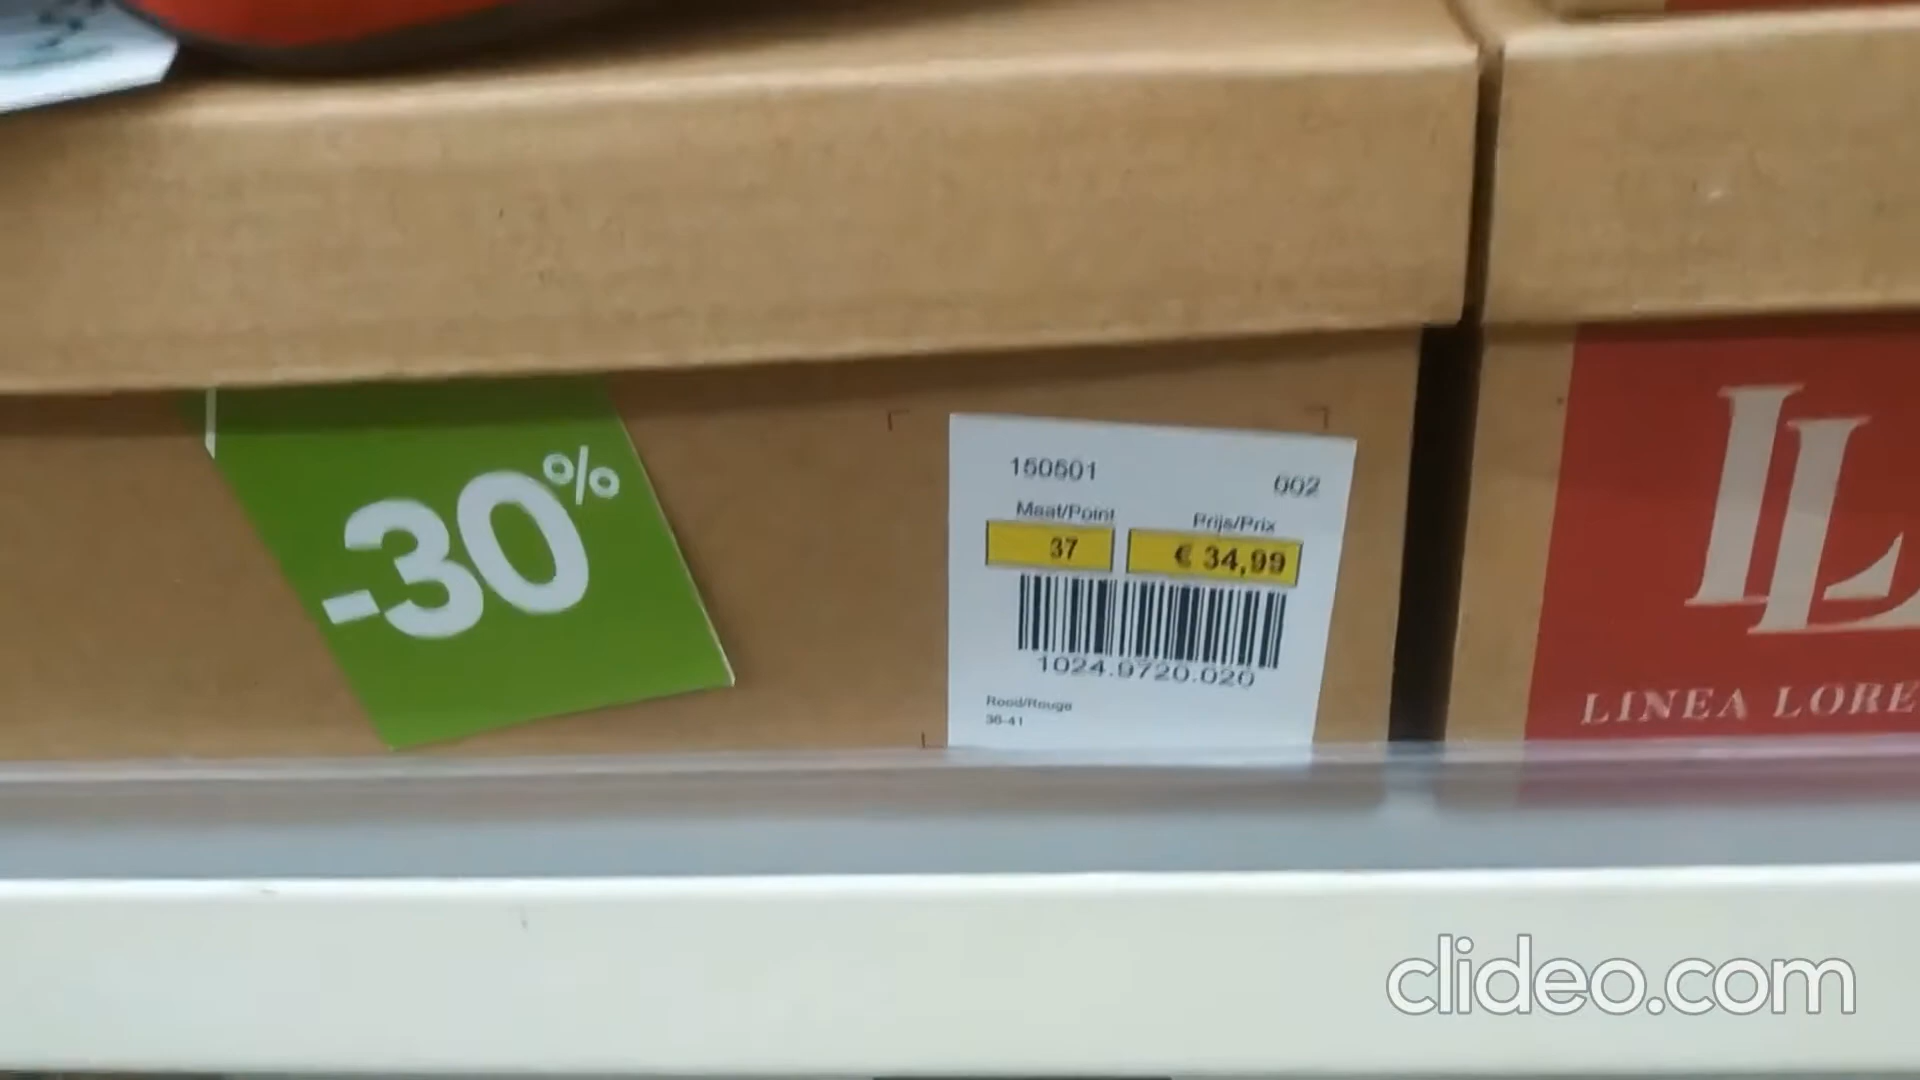 -30%
150501
002
Maat/Point
Prijs/Prix
37
€ 34,99
1024.9720.020
Rood/Rouge
36-41
LL
LINEA LORE
clideo.com